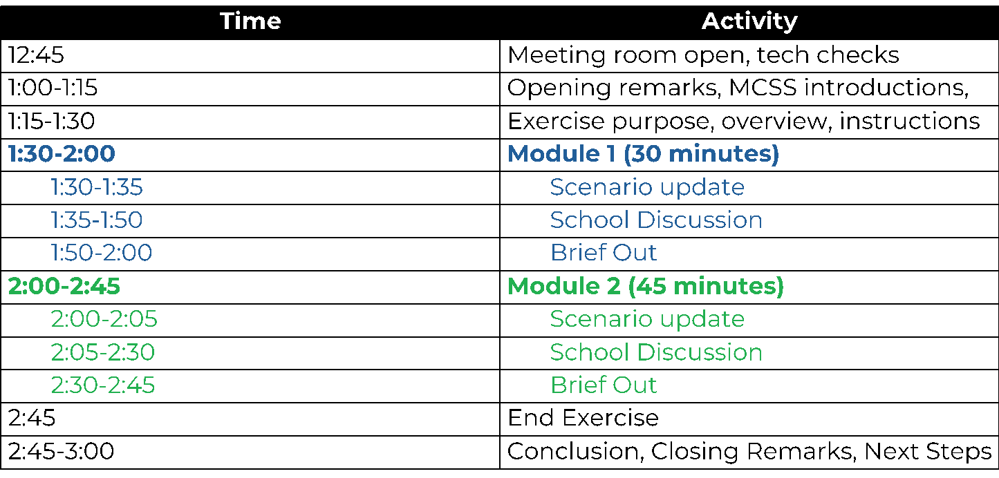 Time Activity
12:45 Meeting room open, tech checks
1:00-1:15 Opening remarks, MCSS introductions,
1:15-1:30 Exercise purpose, overview, instructions
1:30-2:00 Module 1 (30 minutes)
1:30-1:35 Scenario update
1:35-1:50 School Discussion
1:50-2:00 Brief Out
2:00-2:45 Module 2 (45 minutes)
2:00-2:05 Scenario update
2:05-2:30 School Discussion
2:30-2:45 Brief Out
2:45 End Exercise
2:45-3:00 Conclusion, Closing Remarks, Next Steps